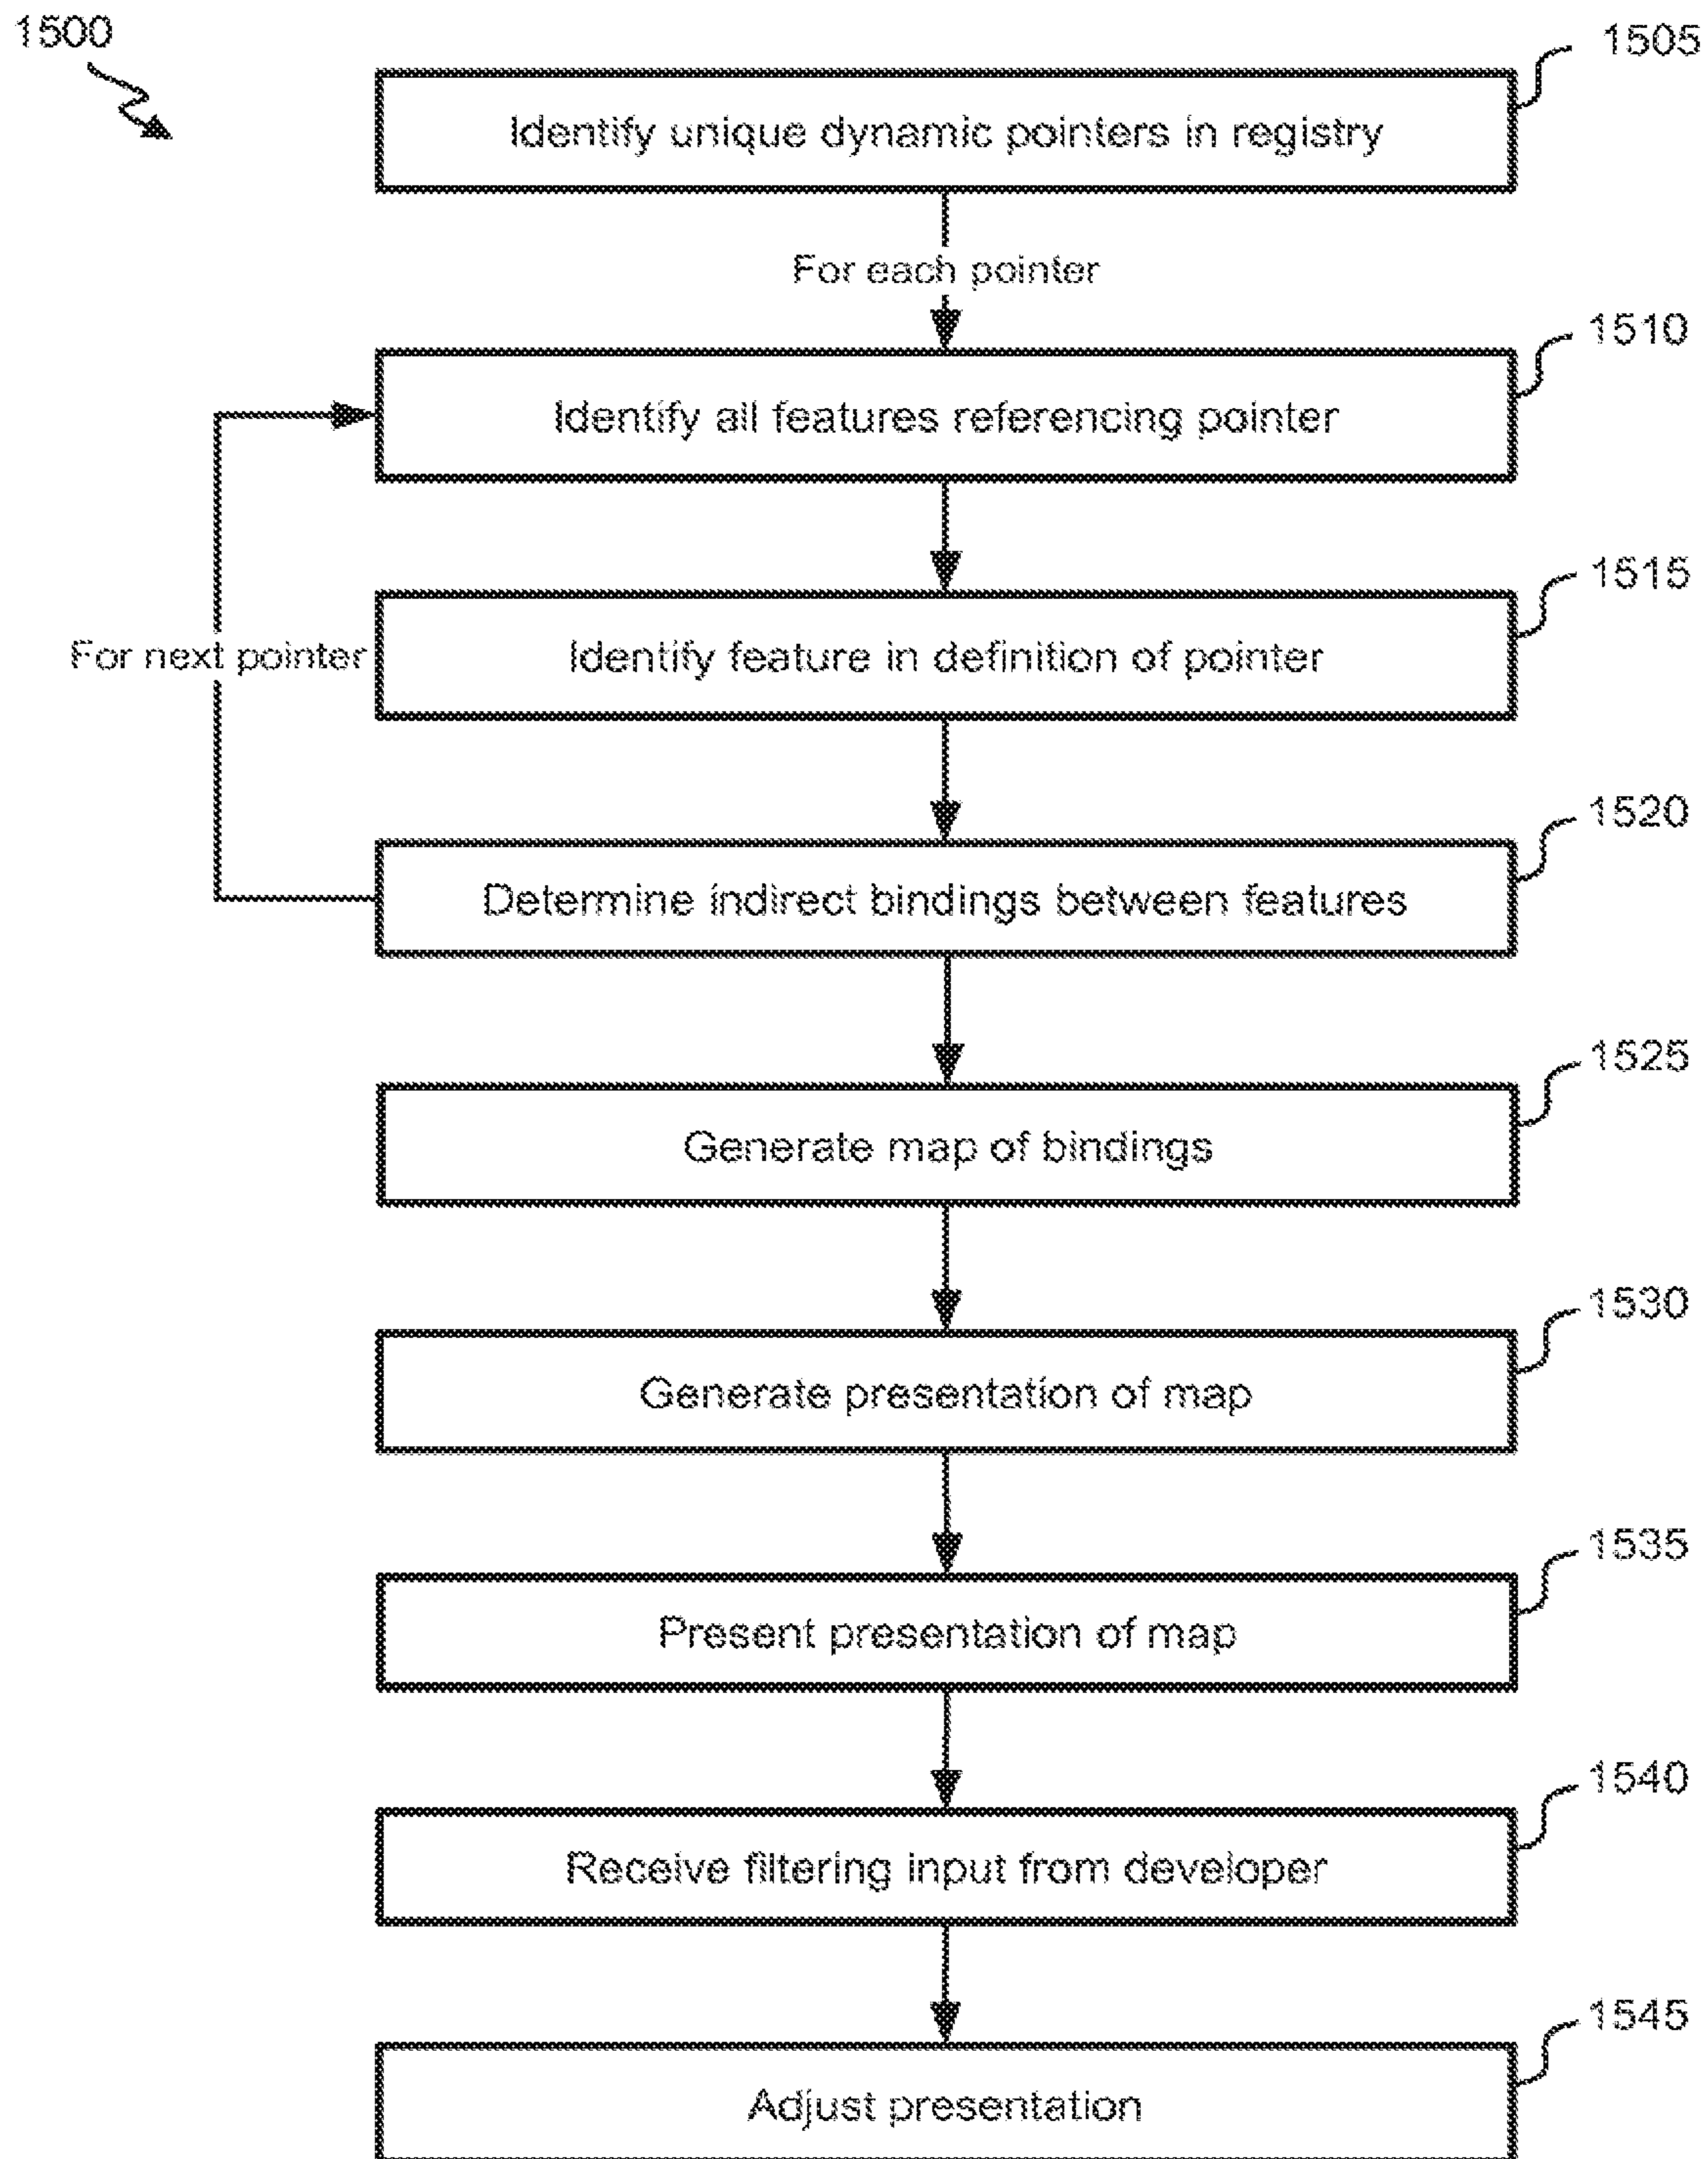 1500
1505
Identify unique dynamic pointers in registry
For each pointer
1510
Identify all features referencing pointer
1515
For next pointer
Identify feature in definition of pointer
1520
Determine indirect bindings between features
1525
Generate map of bindings
1530
Generate presentation of map
1535
Present presentation of map
1540
Receive filtering input from developer
1545
Adjust presentation